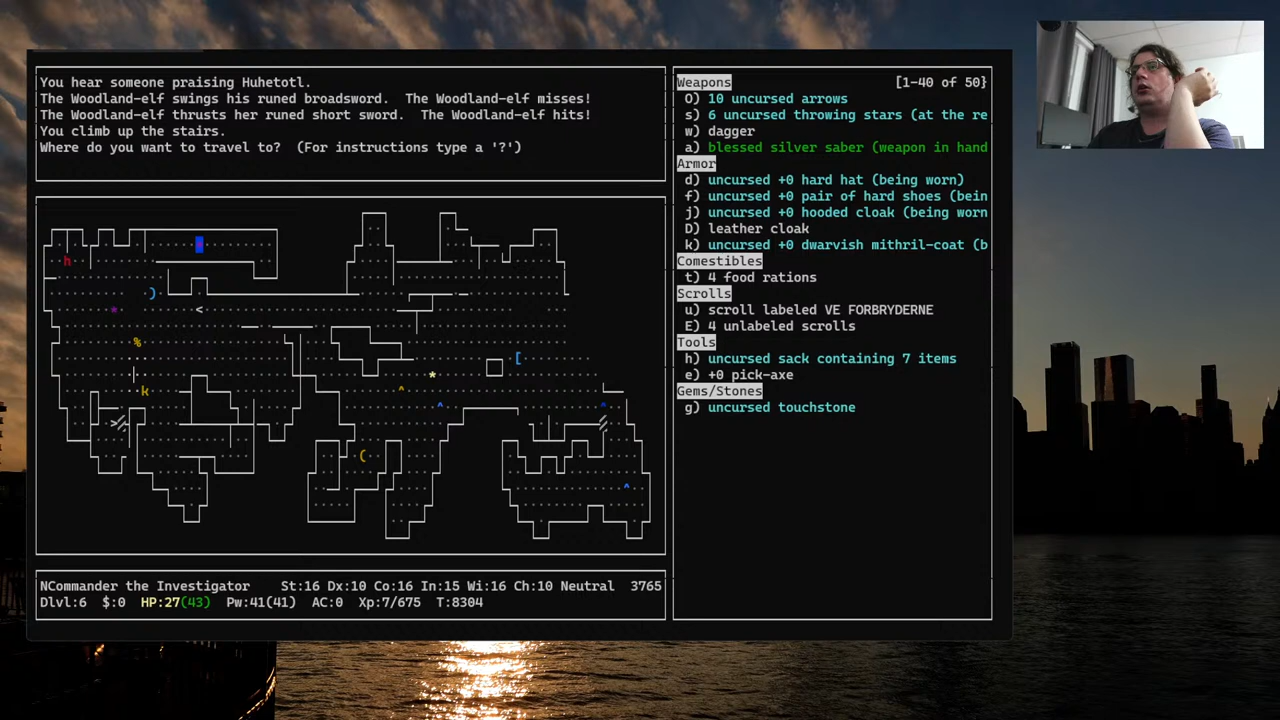 You hear someone praising Huhetotl.
The Woodland-elf swings his runed broadsword.  The Woodland-elf misses!
The Woodland-elf thrusts her runed short sword.  The Woodland-elf hits!
You climb up the stairs.
Where do you want to travel to?  (For instructions type a '?')
Weapons [1-40 of 50}
O) 10 uncursed arrows
s) 6 uncursed throwing stars (at the re
w) dagger
a) blessed silver saber (weapon in hand
Armor
d) uncursed +0 hard hat (being worn)
f) uncursed +0 pair of hard shoes (bein
j) uncursed +0 hooded cloak (being worn
D) leather cloak
k) uncursed +0 dwarvish mithril-coat (b
Comestibles
t) 4 food rations
Scrolls
u) scroll labeled VE FORBRYDERNE
E) 4 unlabeled scrolls
Tools
h) uncursed sack containing 7 items
e) +0 pick-axe
Gems/Stones
g) uncursed touchstone
NCommander the Investigator    St:16 Dx:10 Co:16 In:15 Wi:16 Ch:10 Neutral  3765
Dlvl:6  $:0  HP:27(43)  Pw:41(41)  AC:0  Xp:7/675  T:8304